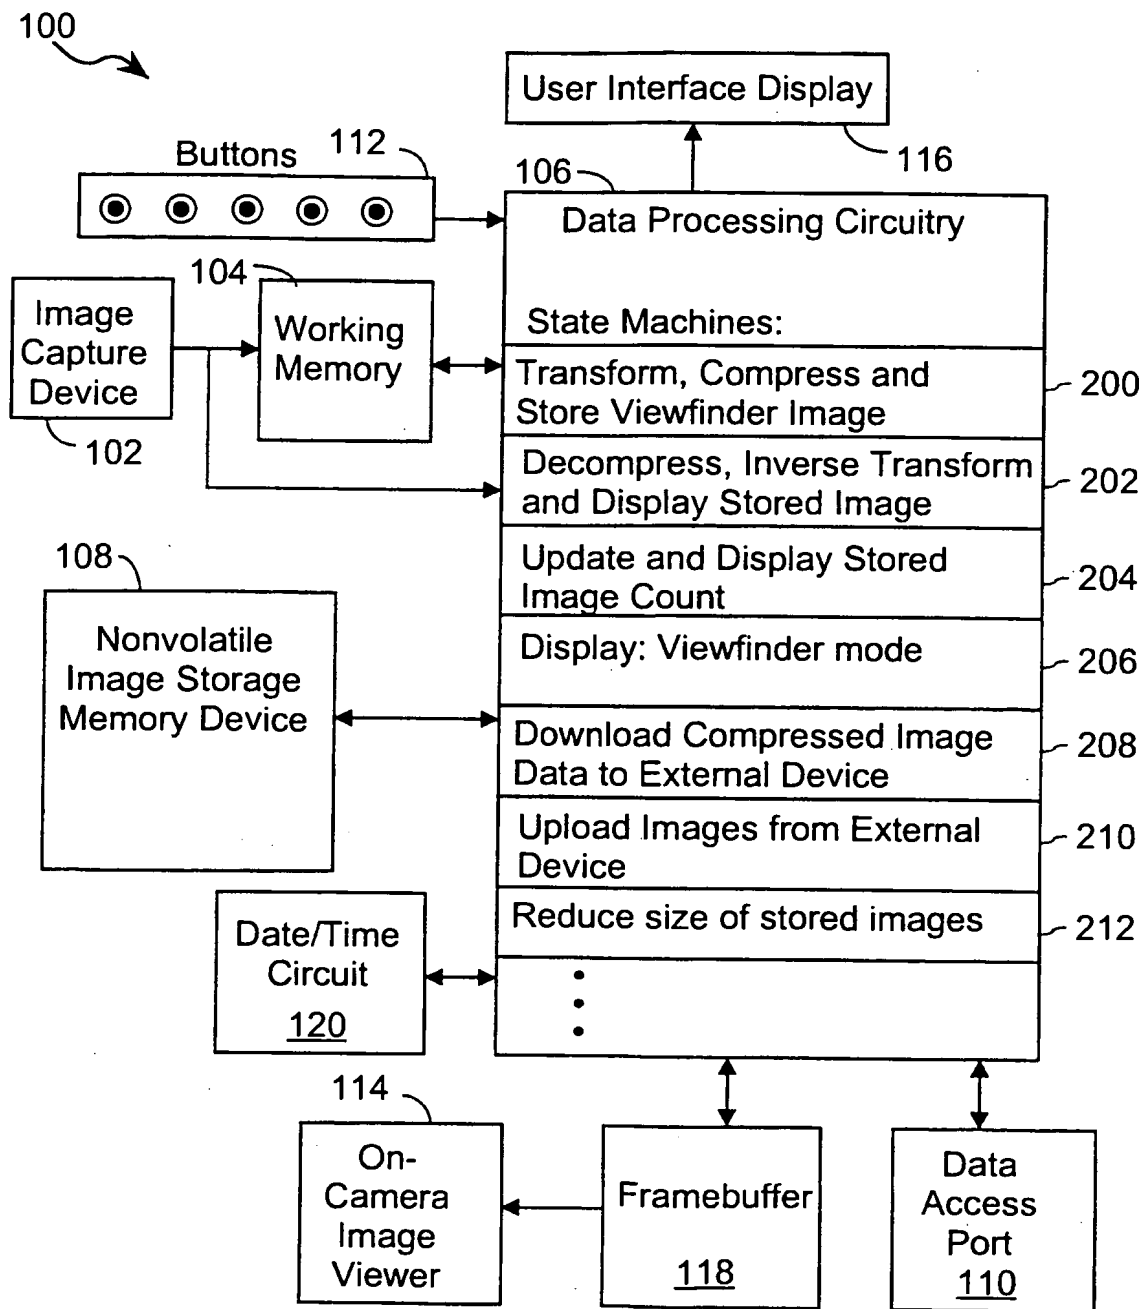 100
User Interface Display
116
Buttons
112
106
Data Processing Circuitry
104
Image
Capture
Device
102
Working
Memory
State Machines:
Transform, Compress and
Store Viewfinder Image
200
Decompress, Inverse Transform
and Display Stored Image
202
108
Update and Display Stored
Image Count
204
Nonvolatile
Image Storage
Memory Device
Display: Viewfinder mode
206
Download Compressed Image
Data to External Device
208
Upload Images from External
Device
210
Reduce size of stored images
212
Date/Time
Circuit
120
114
On-
Camera
Image
Viewer
Framebuffer
118
Data
Access
Port
110